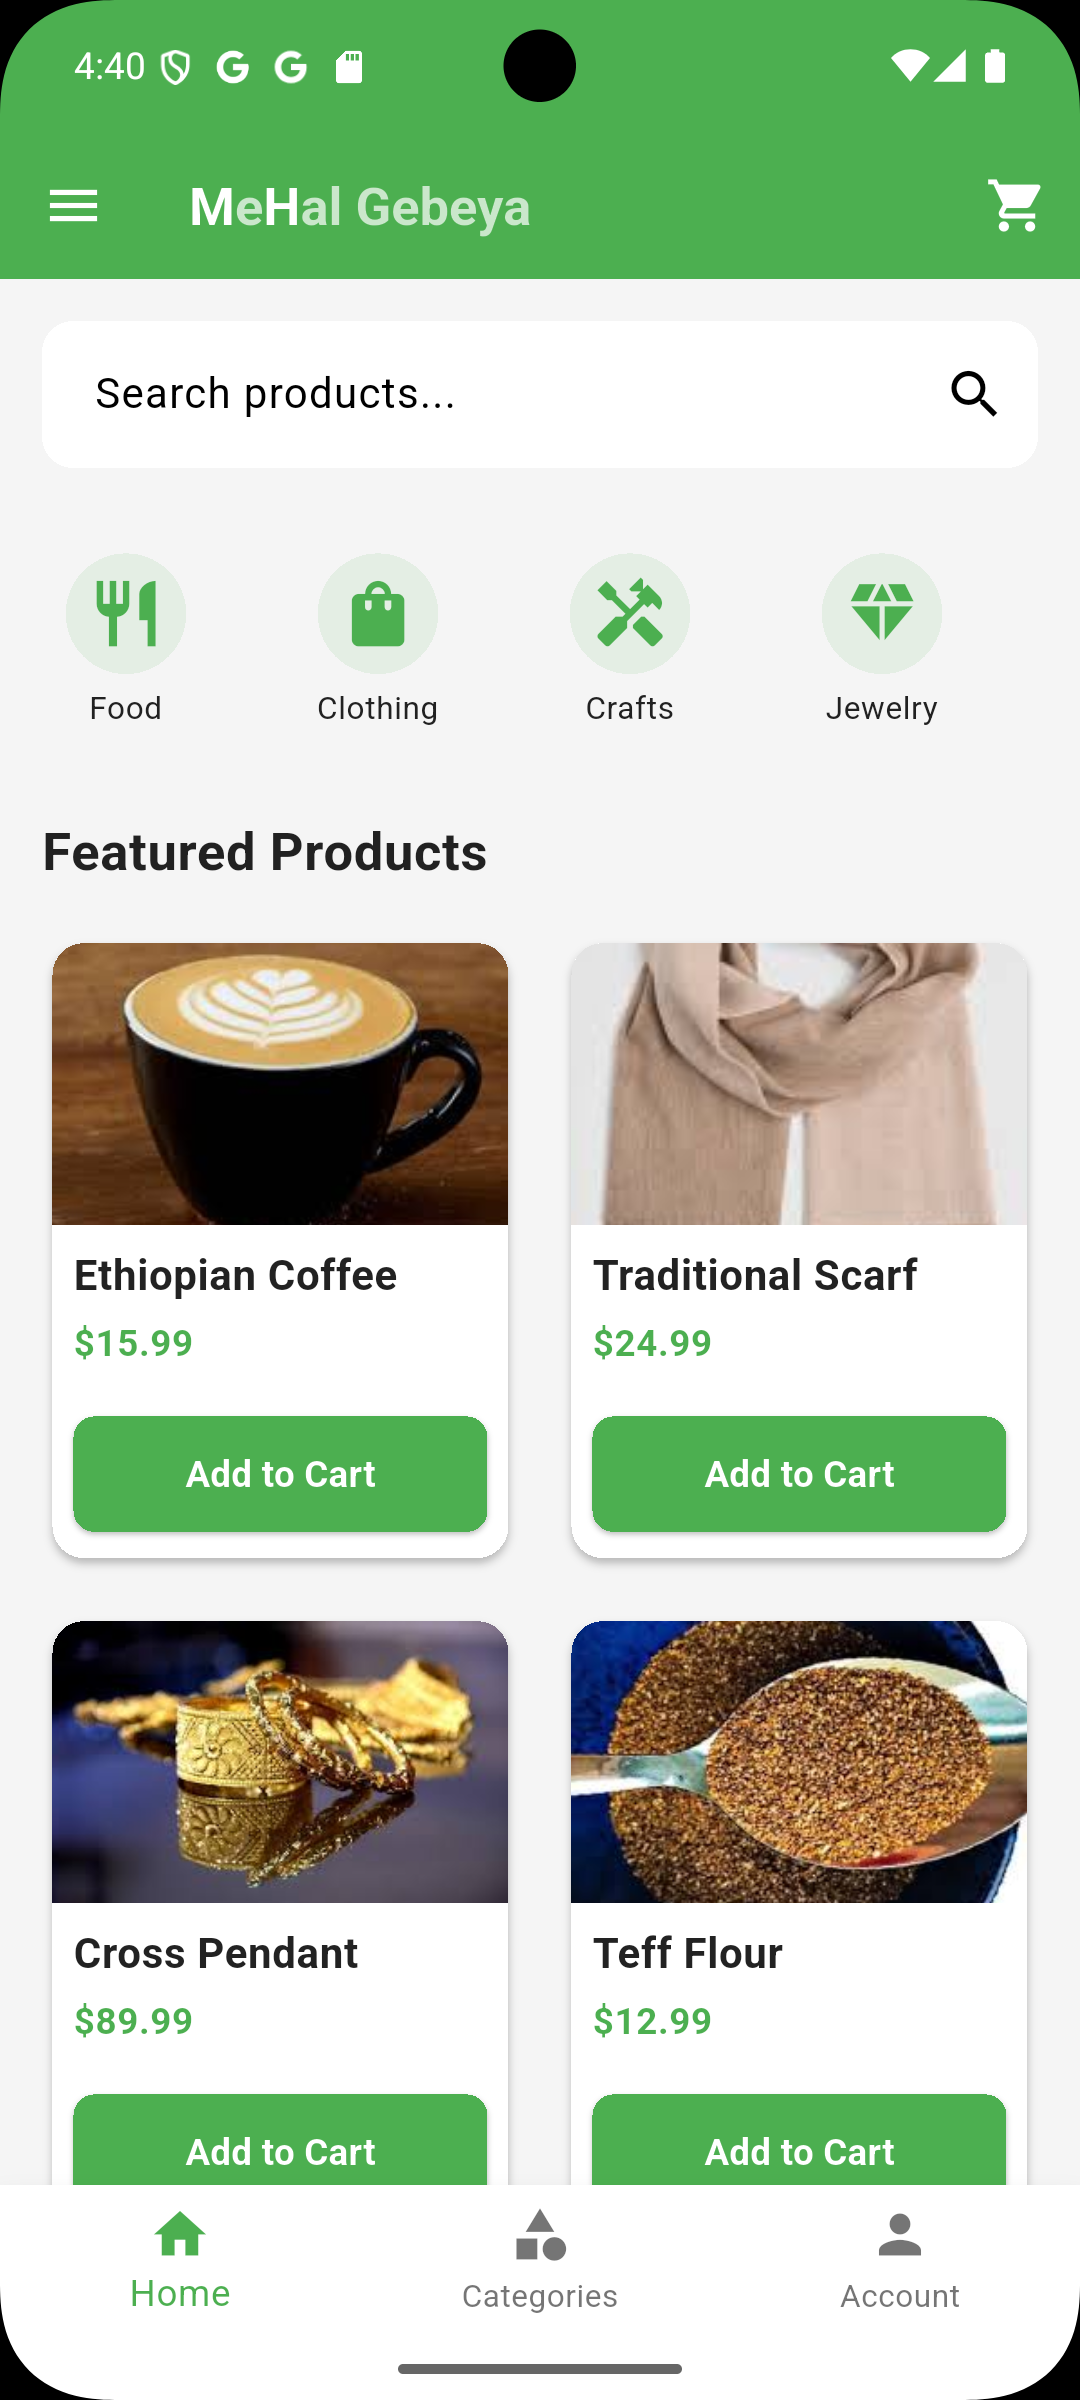 4:40
MeHal Gebeya
Search products...
Food Clothing Crafts Jewelry
Featured Products
Ethiopian Coffee
$15.99
Add to Cart
Traditional Scarf
$24.99
Add to Cart
Cross Pendant
$89.99
Add to Cart
Teff Flour
$12.99
Add to Cart
Home Categories Account